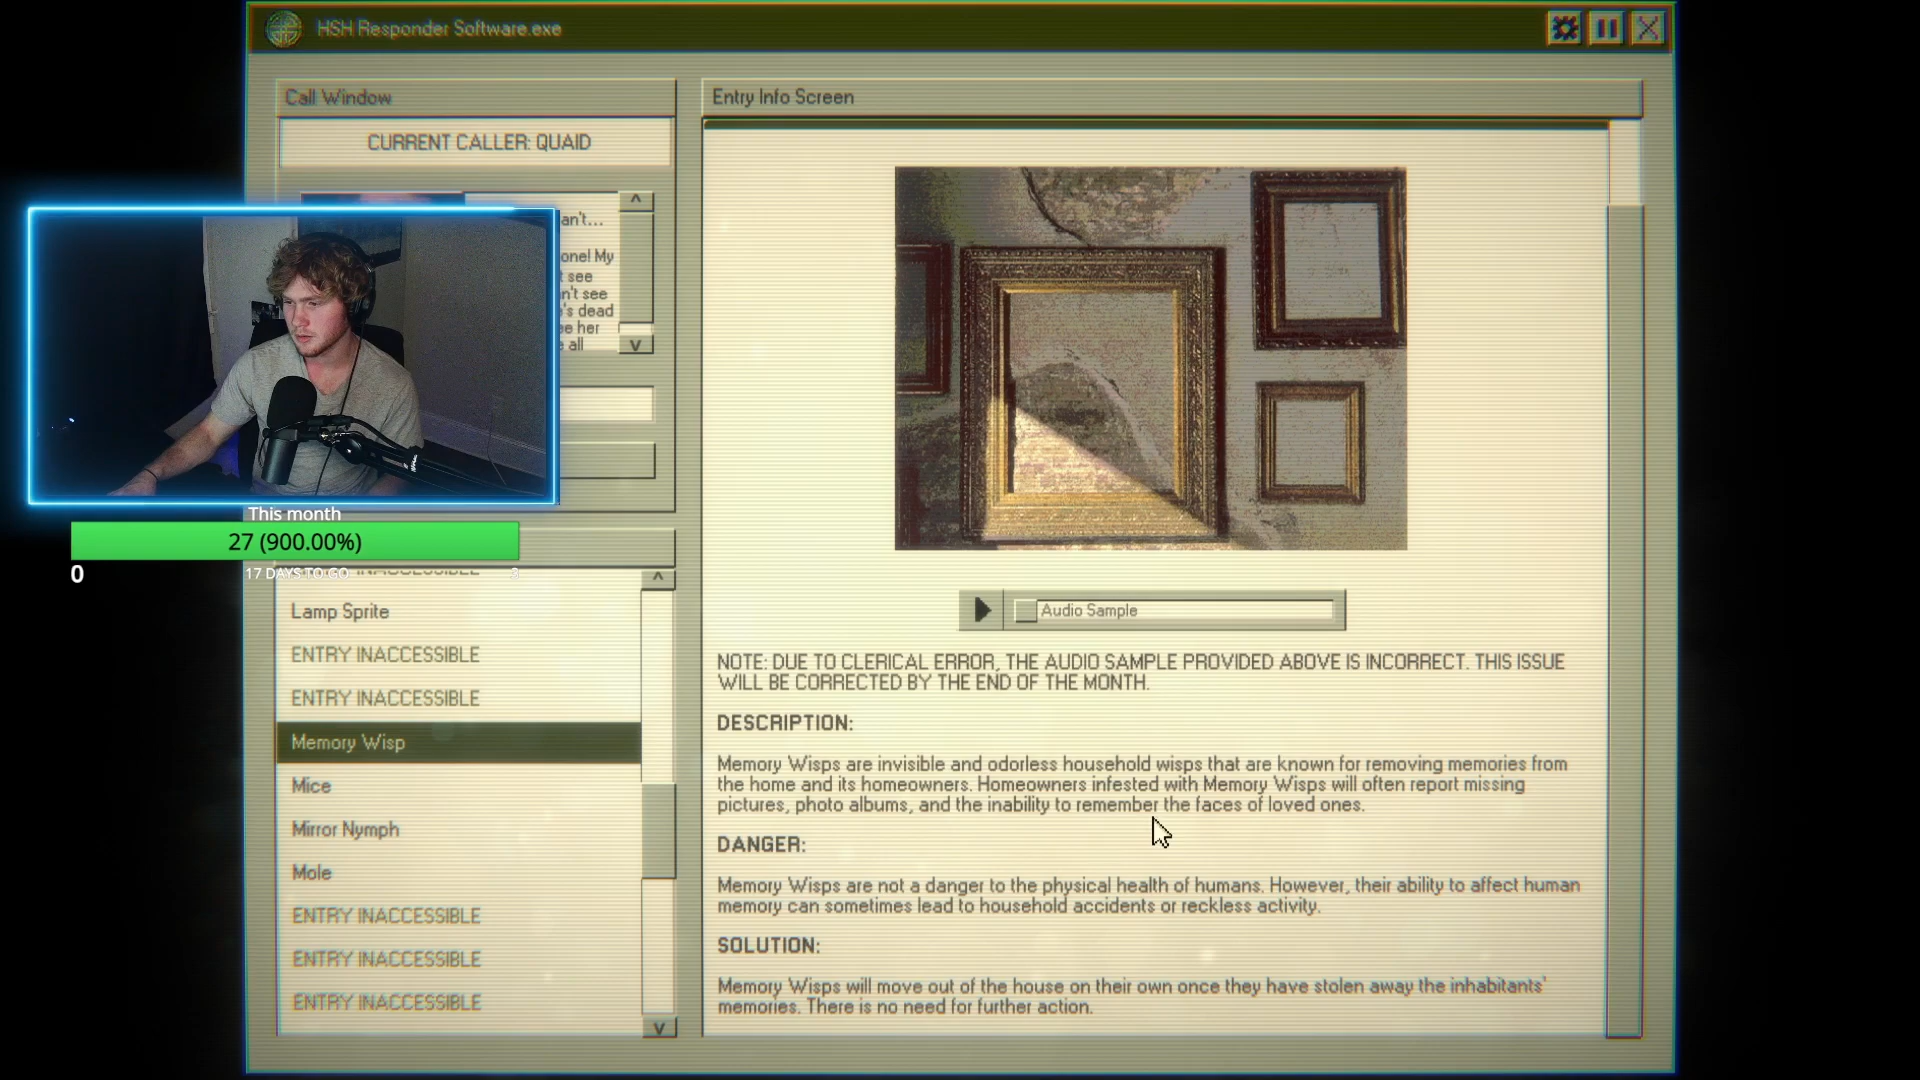 HSH Responder Software.exe
Call Window
CURRENT CALLER: QUAID
an't...
one! My
t see
n't see
's dead
ee her
e all
This month
27 (900.00%)
0
17 DAYS TO GO
3
ENTRY INACCESSIBLE
Lamp Sprite
ENTRY INACCESSIBLE
ENTRY INACCESSIBLE
Memory Wisp
Mice
Mirror Nymph
Mole
ENTRY INACCESSIBLE
ENTRY INACCESSIBLE
ENTRY INACCESSIBLE
Entry Info Screen
Audio Sample
NOTE: DUE TO CLERICAL ERROR, THE AUDIO SAMPLE PROVIDED ABOVE IS INCORRECT. THIS ISSUE
WILL BE CORRECTED BY THE END OF THE MONTH.
DESCRIPTION:
Memory Wisps are invisible and odorless household wisps that are known for removing memories from
the home and its homeowners. Homeowners infested with Memory Wisps will often report missing
pictures, photo albums, and the inability to remember the faces of loved ones.
DANGER:
Memory Wisps are not a danger to the physical health of humans. However, their ability to affect human
memory can sometimes lead to household accidents or reckless activity.
SOLUTION:
Memory Wisps will move out of the house on their own once they have stolen away the inhabitants'
memories. There is no need for further action.